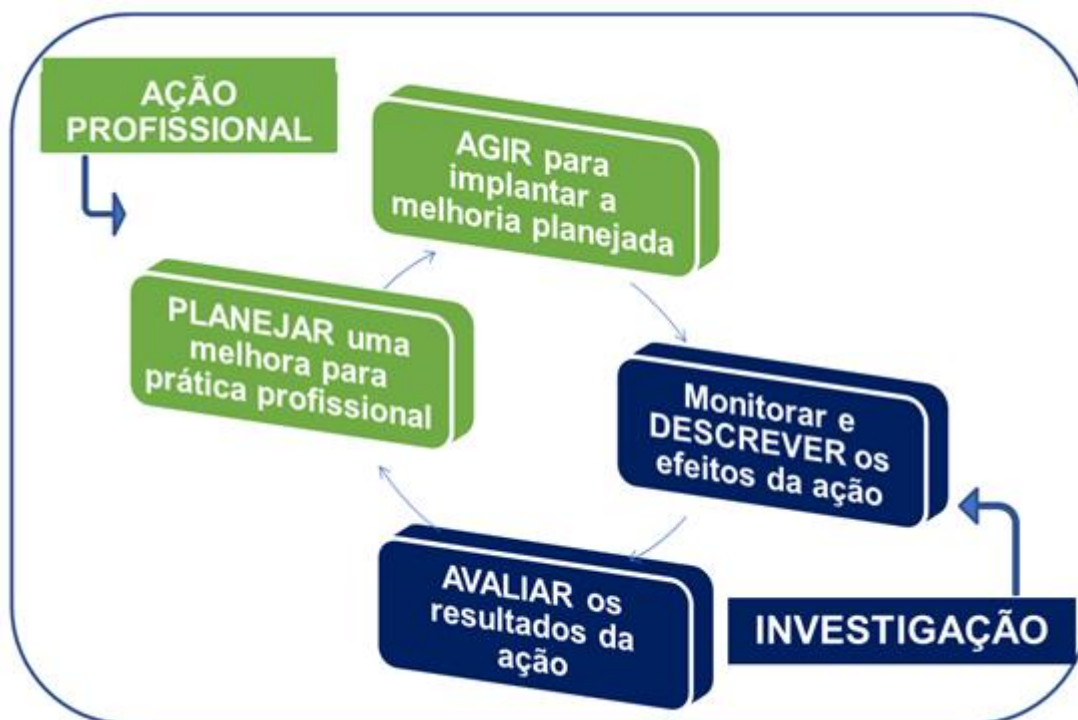 AÇÃO
PROFISSIONAL
AGIR para
implantar a
melhoria planejada
PLANEJAR uma
melhora para
prática profissional
Monitorar e
DESCREVER os
efeitos da ação
AVALIAR os
resultados da
ação
INVESTIGAÇÃO